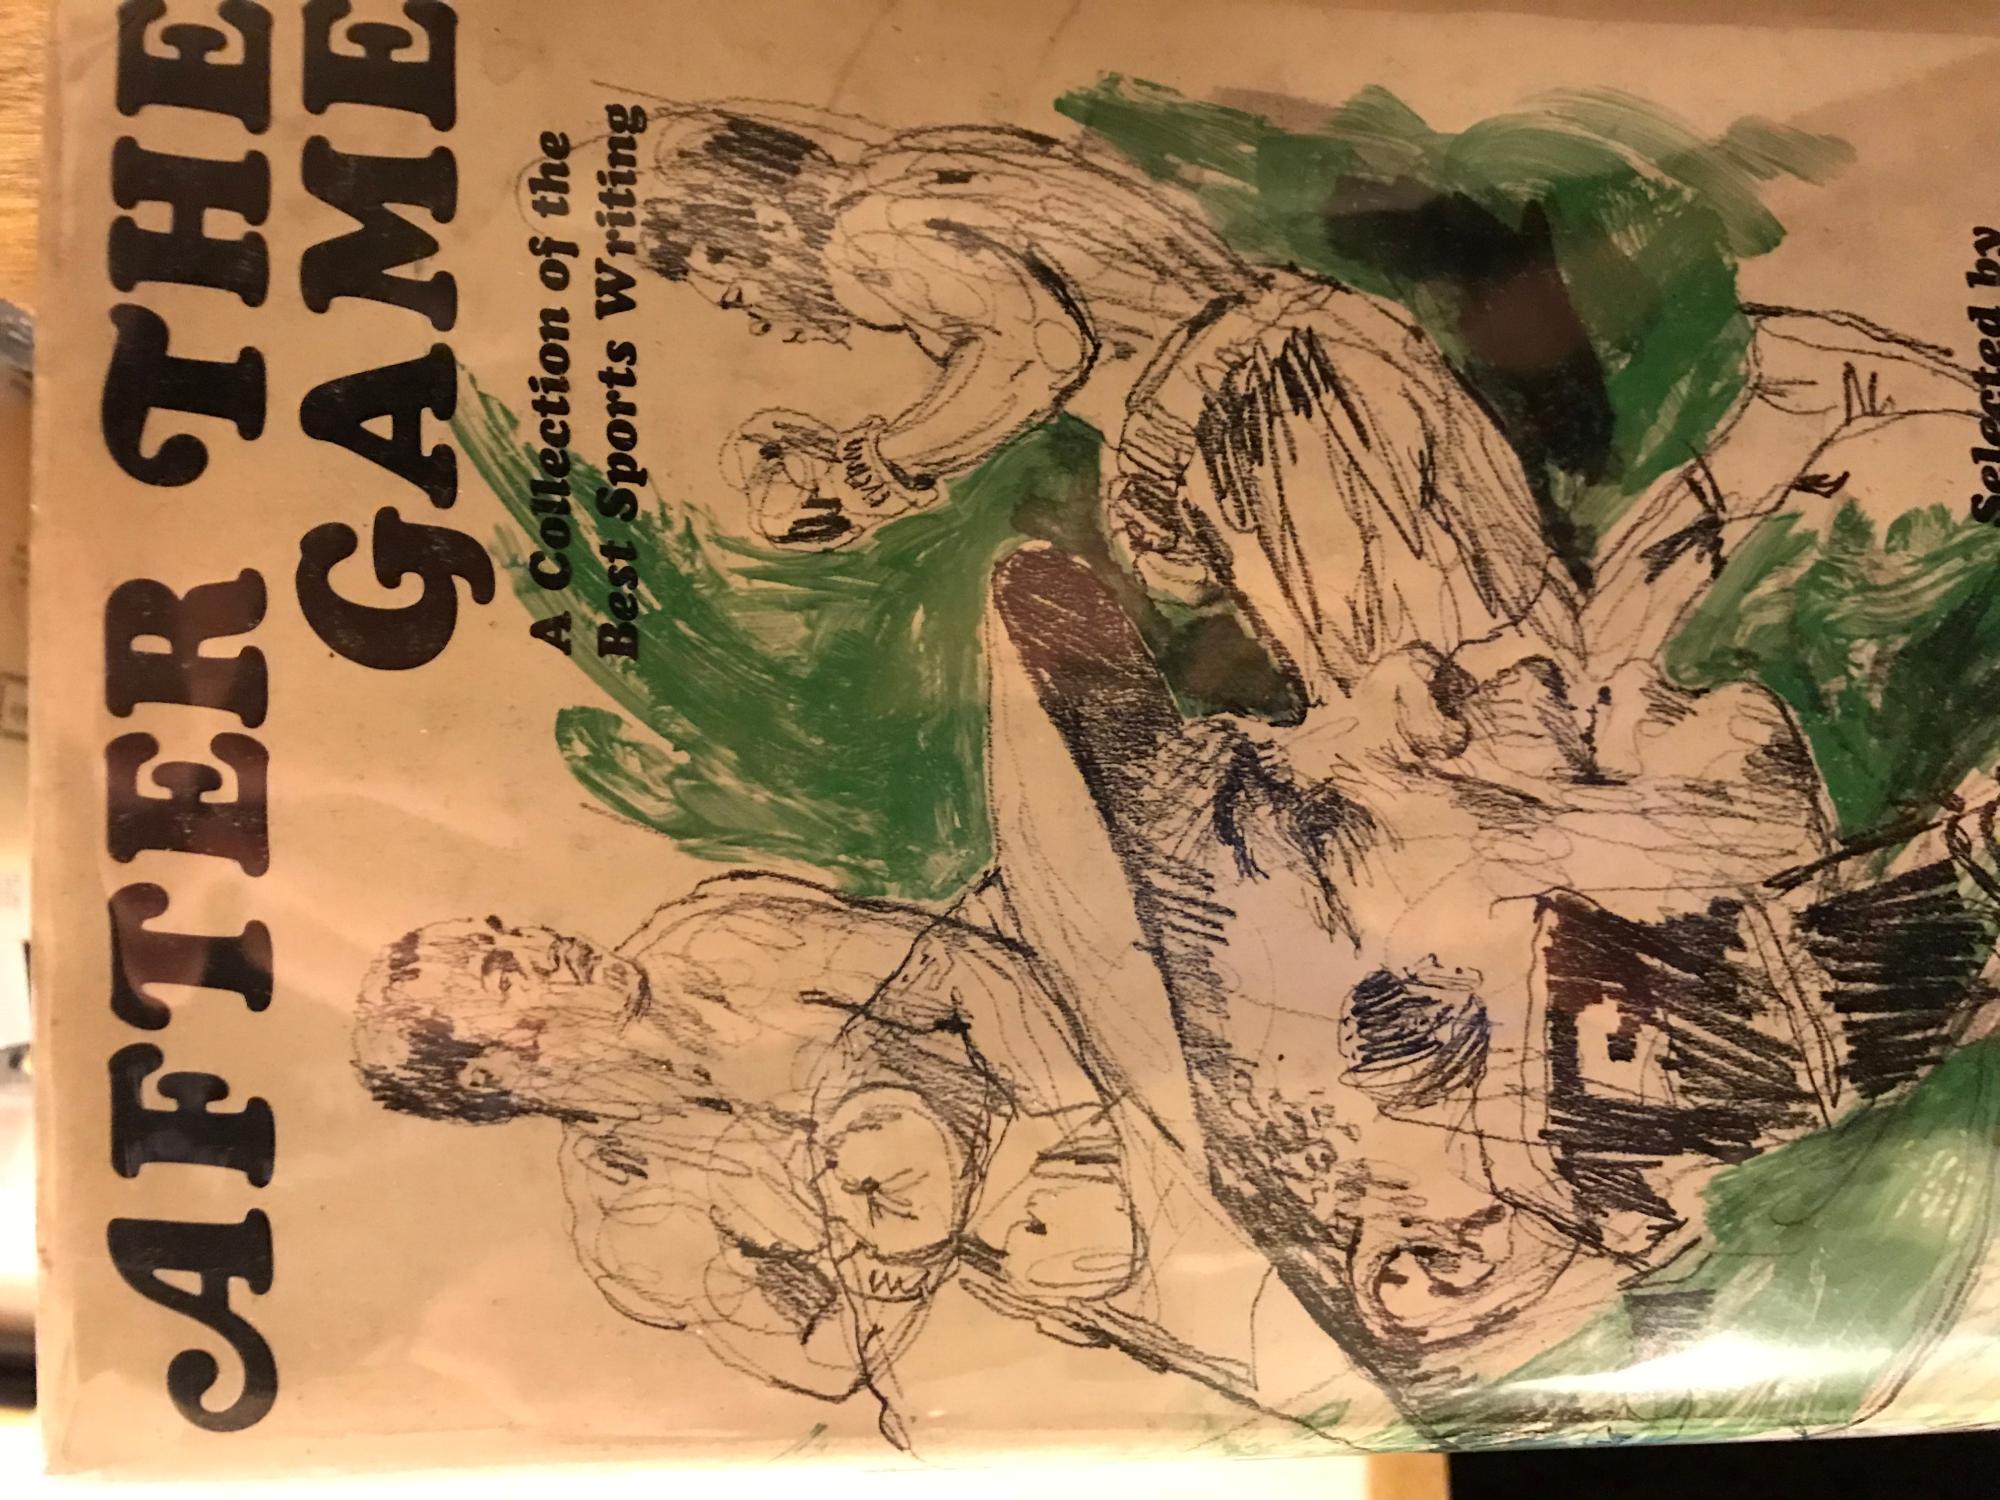 AFTER THE
GAME
A Collection of the
Best Sports Writing
Selected by